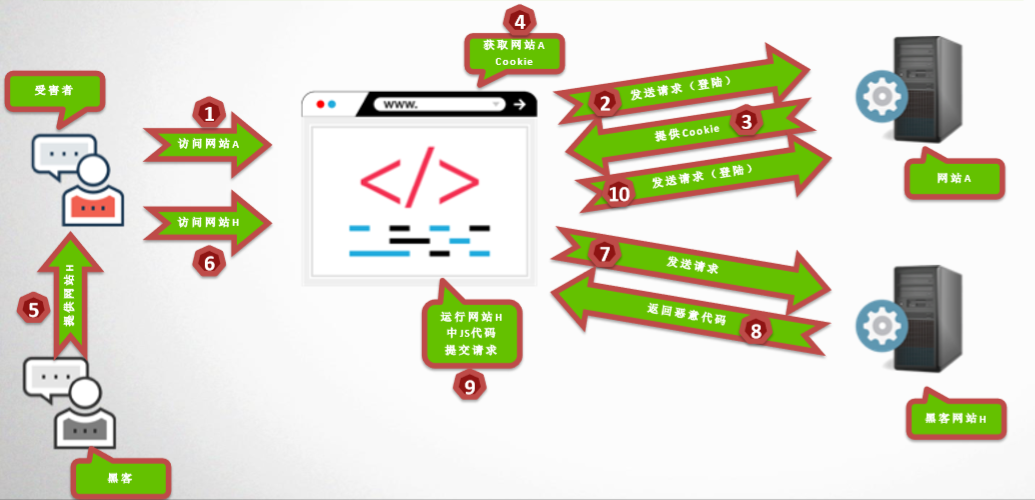 4
获取网站A
Cookie
受害者
1
访问网站A
WWW.
2
发送请求（登陆）
3
提供Cookie
10
发送请求（登陆）
网站A
访问网站H
6
5
提供网站H
7
发送请求
返回恶意代码
8
运行网站H
中JS代码
提交请求
9
黑客网站H
黑客